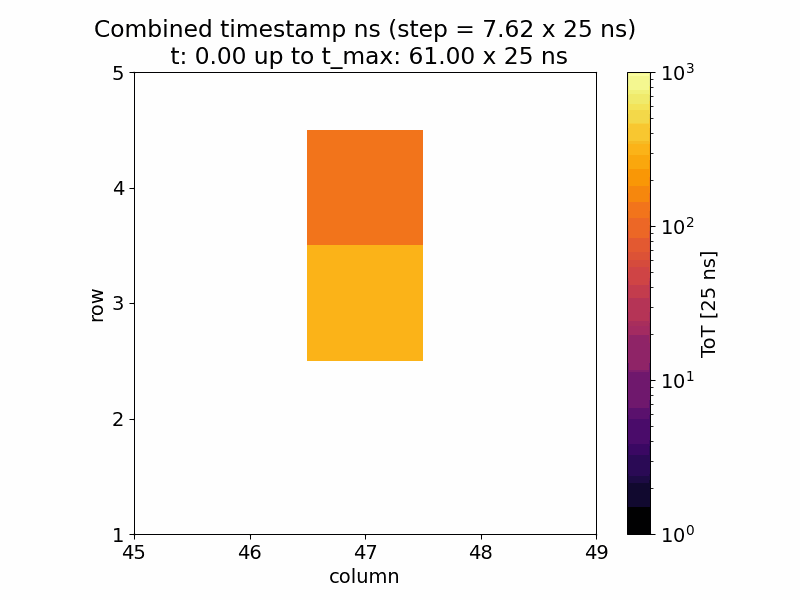 Combined timestamp ns (step = 7.62 x 25 ns)
t: 0.00 up to t_max: 61.00 x 25 ns
5
4
3
2
1
row
45 46 47 48 49
column
10³
10²
10¹
10⁰
ToT [25 ns]